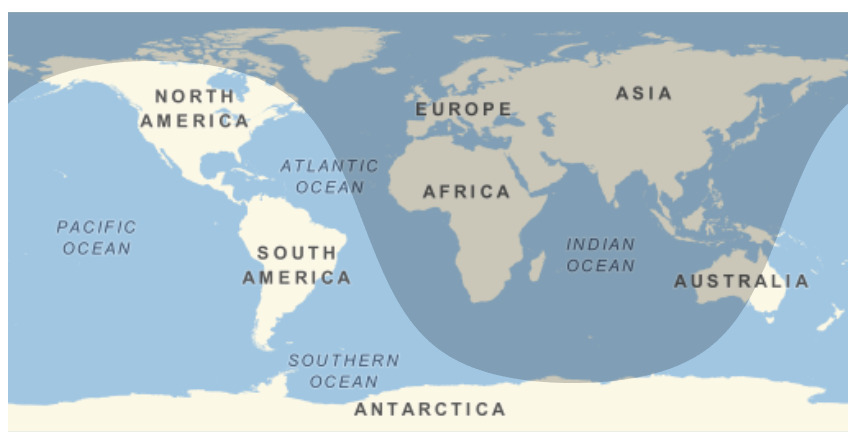 NORTH
AMERICA
EUROPE
ASIA
ATLANTIC
OCEAN
AFRICA
PACIFIC
OCEAN
SOUTH
AMERICA
INDIAN
OCEAN
AUSTRALIA
SOUTHERN
OCEAN
ANTARCTICA